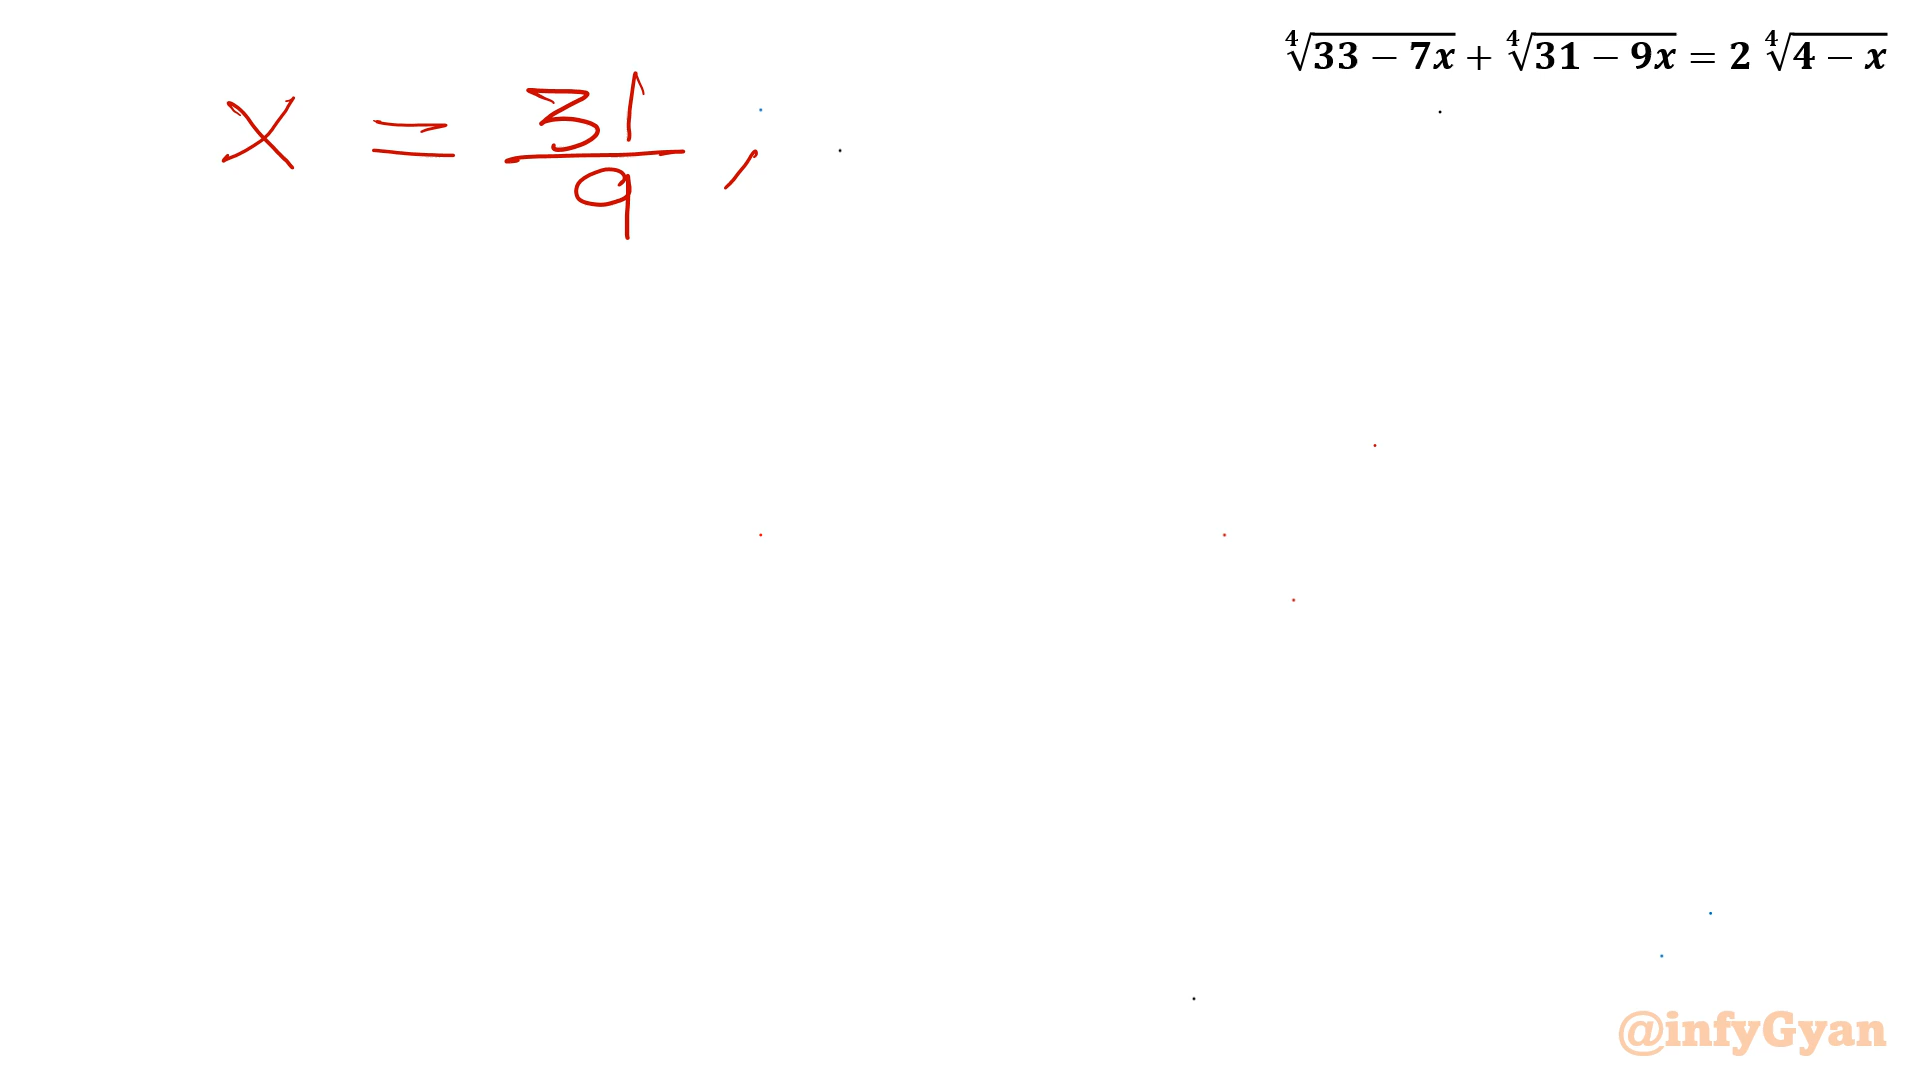 ∜33 − 7x + ∜31 − 9x = 2 ∜4 − x
x = 31/9 ,
@infyGyan